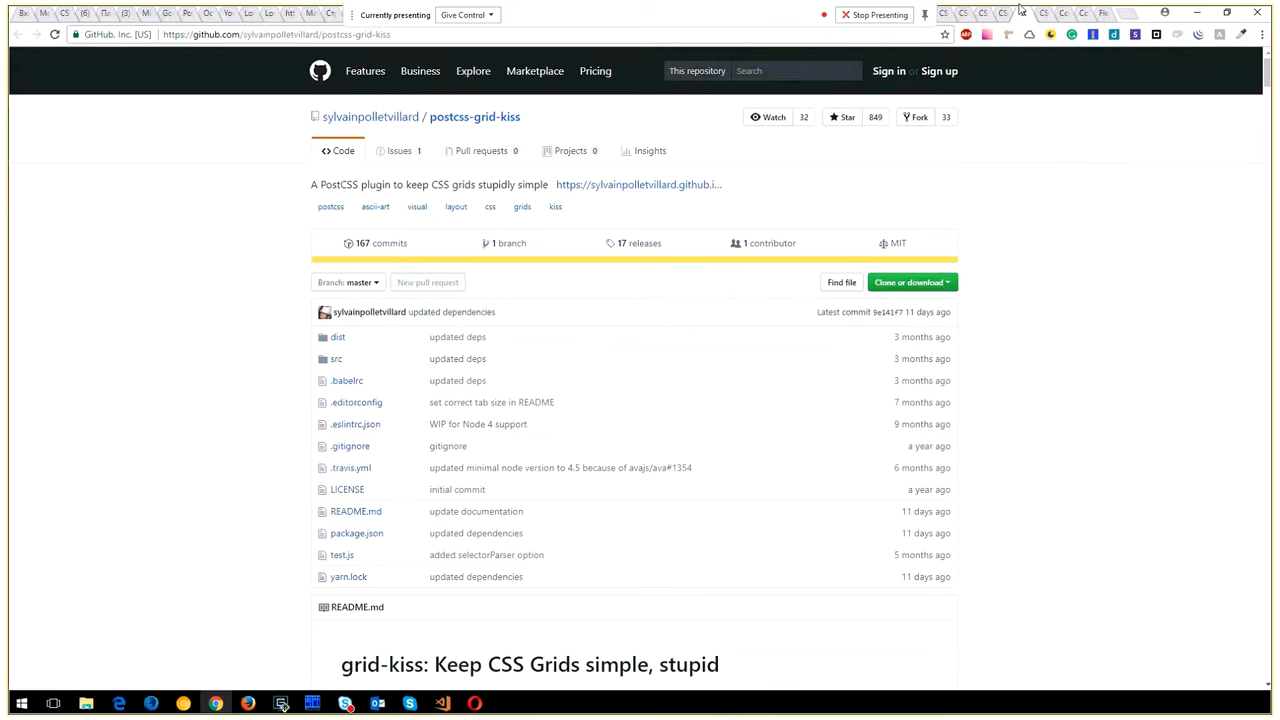 Currently presenting Give Control Stop Presenting
GitHub, Inc. [US] https://github.com/sylvainpolletvillard/postcss-grid-kiss
Features Business Explore Marketplace Pricing This repository Search Sign in or Sign up
sylvainpolletvillard / postcss-grid-kiss Watch 32 Star 849 Fork 33
Code Issues 1 Pull requests 0 Projects 0 Insights
A PostCSS plugin to keep CSS grids stupidly simple https://sylvainpolletvillard.github.i...
postcss ascii-art visual layout css grids kiss
167 commits 1 branch 17 releases 1 contributor MIT
Branch: master New pull request Find file Clone or download
sylvainpolletvillard updated dependencies Latest commit 9e141f7 11 days ago
dist updated deps 3 months ago
src updated deps 3 months ago
.babelrc updated deps 3 months ago
.editorconfig set correct tab size in README 7 months ago
.eslintrc.json WIP for Node 4 support 9 months ago
.gitignore gitignore a year ago
.travis.yml updated minimal node version to 4.5 because of avajs/ava#1354 6 months ago
LICENSE initial commit a year ago
README.md update documentation 11 days ago
package.json updated dependencies 11 days ago
test.js added selectorParser option 5 months ago
yarn.lock updated dependencies 11 days ago
README.md
grid-kiss: Keep CSS Grids simple, stupid